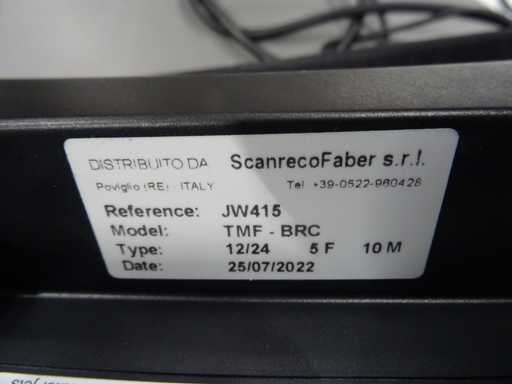 DISTRIBUITO DA ScanrecoFaber s.r.l.
Poviglio (RE) - ITALY Tel +39-0522-960428
Reference: JW415
Model: TMF - BRC
Type: 12/24 5 F 10 M
Date: 25/07/2022